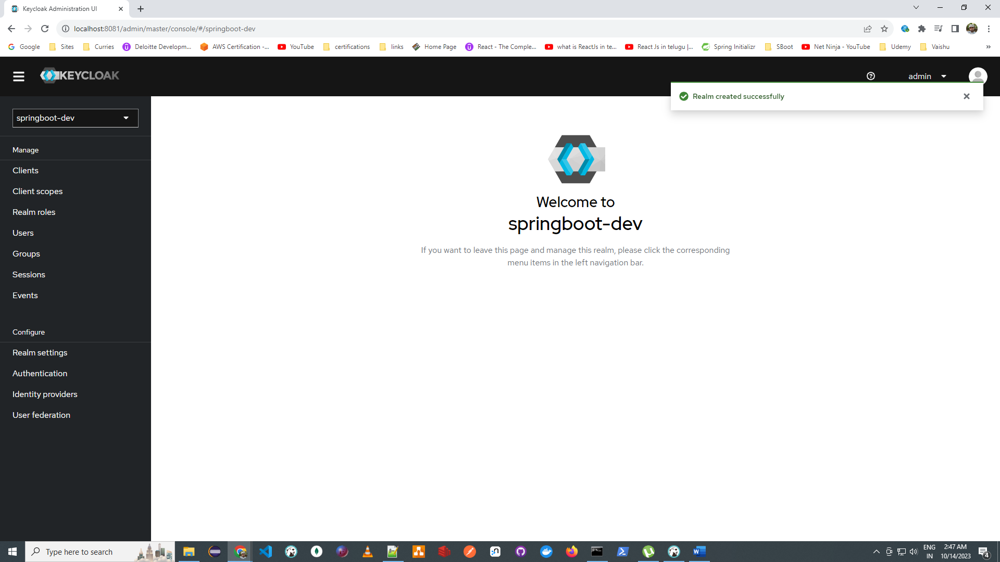 Keycloak Administration UI
localhost:8081/admin/master/console/#/springboot-dev
Google Sites Curries Deloitte Developm... AWS Certification -... YouTube certifications links Home Page React - The Comple... what is ReactJs in te... React Js in telugu |... Spring Initializr SBoot Net Ninja - YouTube Udemy Vaishu »
KEYCLOAK
admin
Realm created successfully
springboot-dev
Manage
Clients
Client scopes
Realm roles
Users
Groups
Sessions
Events
Configure
Realm settings
Authentication
Identity providers
User federation
Welcome to
springboot-dev
If you want to leave this page and manage this realm, please click the corresponding
menu items in the left navigation bar.
Type here to search
ENG
IN
2:47 AM
10/14/2023
4